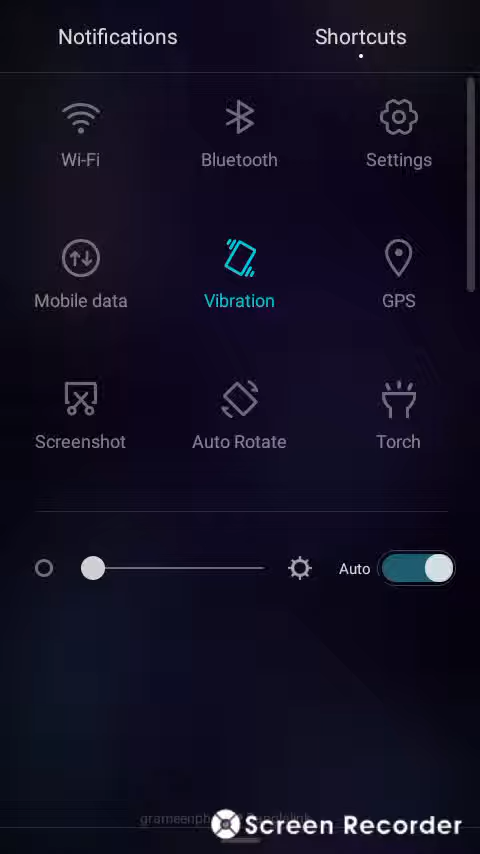 Notifications Shortcuts
Wi-Fi Bluetooth Settings
Mobile data Vibration GPS
Screenshot Auto Rotate Torch
Auto
Screen Recorder